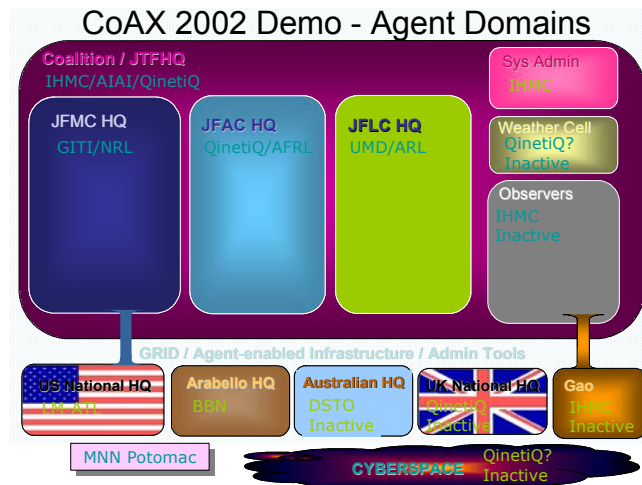 CoAX 2002 Demo - Agent Domains
Coalition / JTFHQ
IHMC/AIAI/QinetiQ
JFMC HQ
GITI/NRL
JFAC HQ
QinetiQ/AFRL
JFLC HQ
UMD/ARL
Sys Admin
IHMC
Weather Cell
QinetiQ?
Inactive
Observers
IHMC
Inactive
GRID / Agent-enabled Infrastructure / Admin Tools
US National HQ
LM-ATL
Arabello HQ
BBN
Australian HQ
DSTO
Inactive
UK National HQ
QinetiQ
Inactive
Gao
IHMC
Inactive
MNN Potomac
CYBERSPACE
QinetiQ?
Inactive